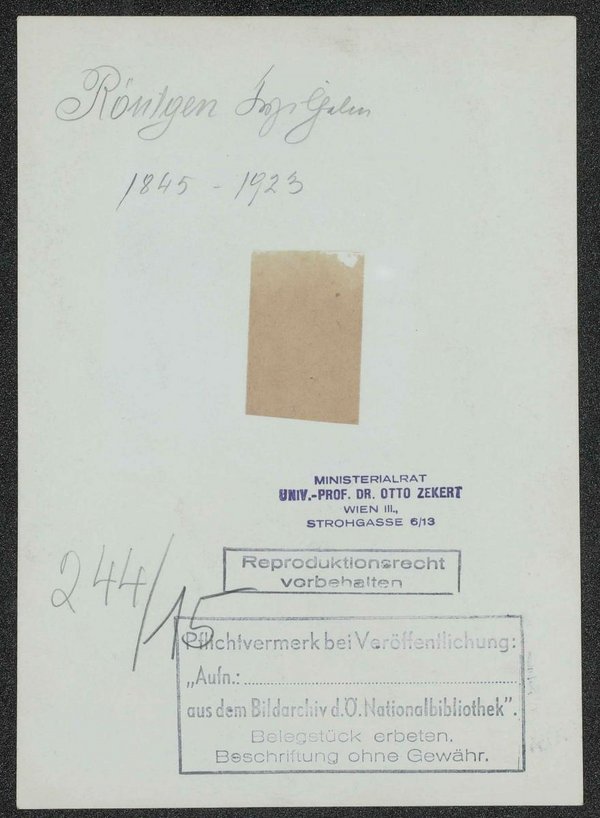 Röntgen
1845 - 1923
MINISTERIALRAT
UNIV.-PROF. DR. OTTO ZEKERT
WIEN III.,
STROHGASSE 6/13
Reproduktionsrecht
vorbehalten
244/15
Pflichtvermerk bei Veröffentlichung:
„Aufn.:..............................
aus dem Bildarchiv d.Ö.Nationalbibliothek".
Belegstück erbeten.
Beschriftung ohne Gewähr.